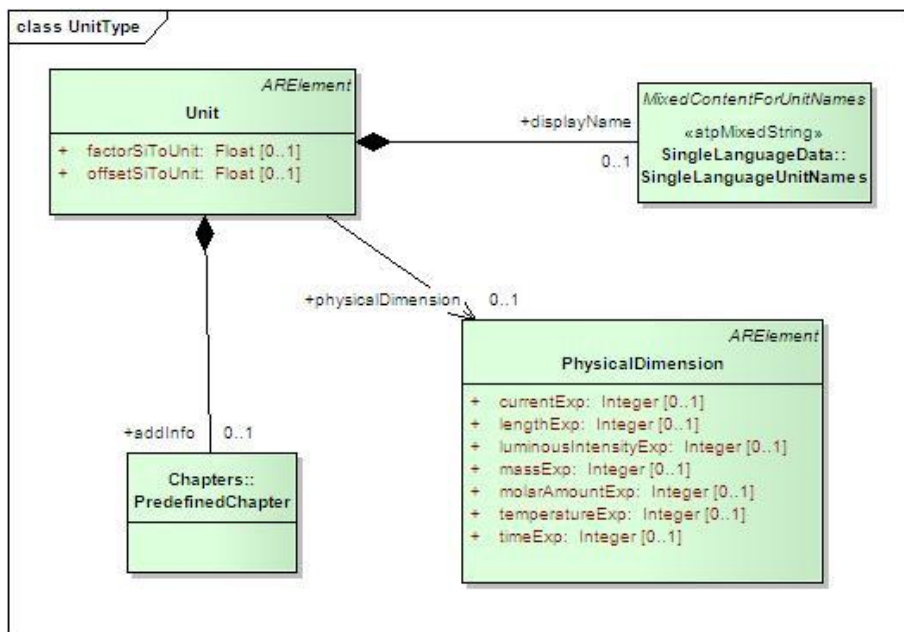 class UnitType
ARElement
Unit
+ factorSiToUnit: Float [0..1]
+ offsetSiToUnit: Float [0..1]
+displayName
0..1
MixedContentForUnitNames
«atpMixedString»
SingleLanguageData::
SingleLanguageUnitNames
+physicalDimension 0..1
ARElement
PhysicalDimension
+ currentExp: Integer [0..1]
+ lengthExp: Integer [0..1]
+ luminousIntensityExp: Integer [0..1]
+ massExp: Integer [0..1]
+ molarAmountExp: Integer [0..1]
+ temperatureExp: Integer [0..1]
+ timeExp: Integer [0..1]
+addInfo 0..1
Chapters::
PredefinedChapter